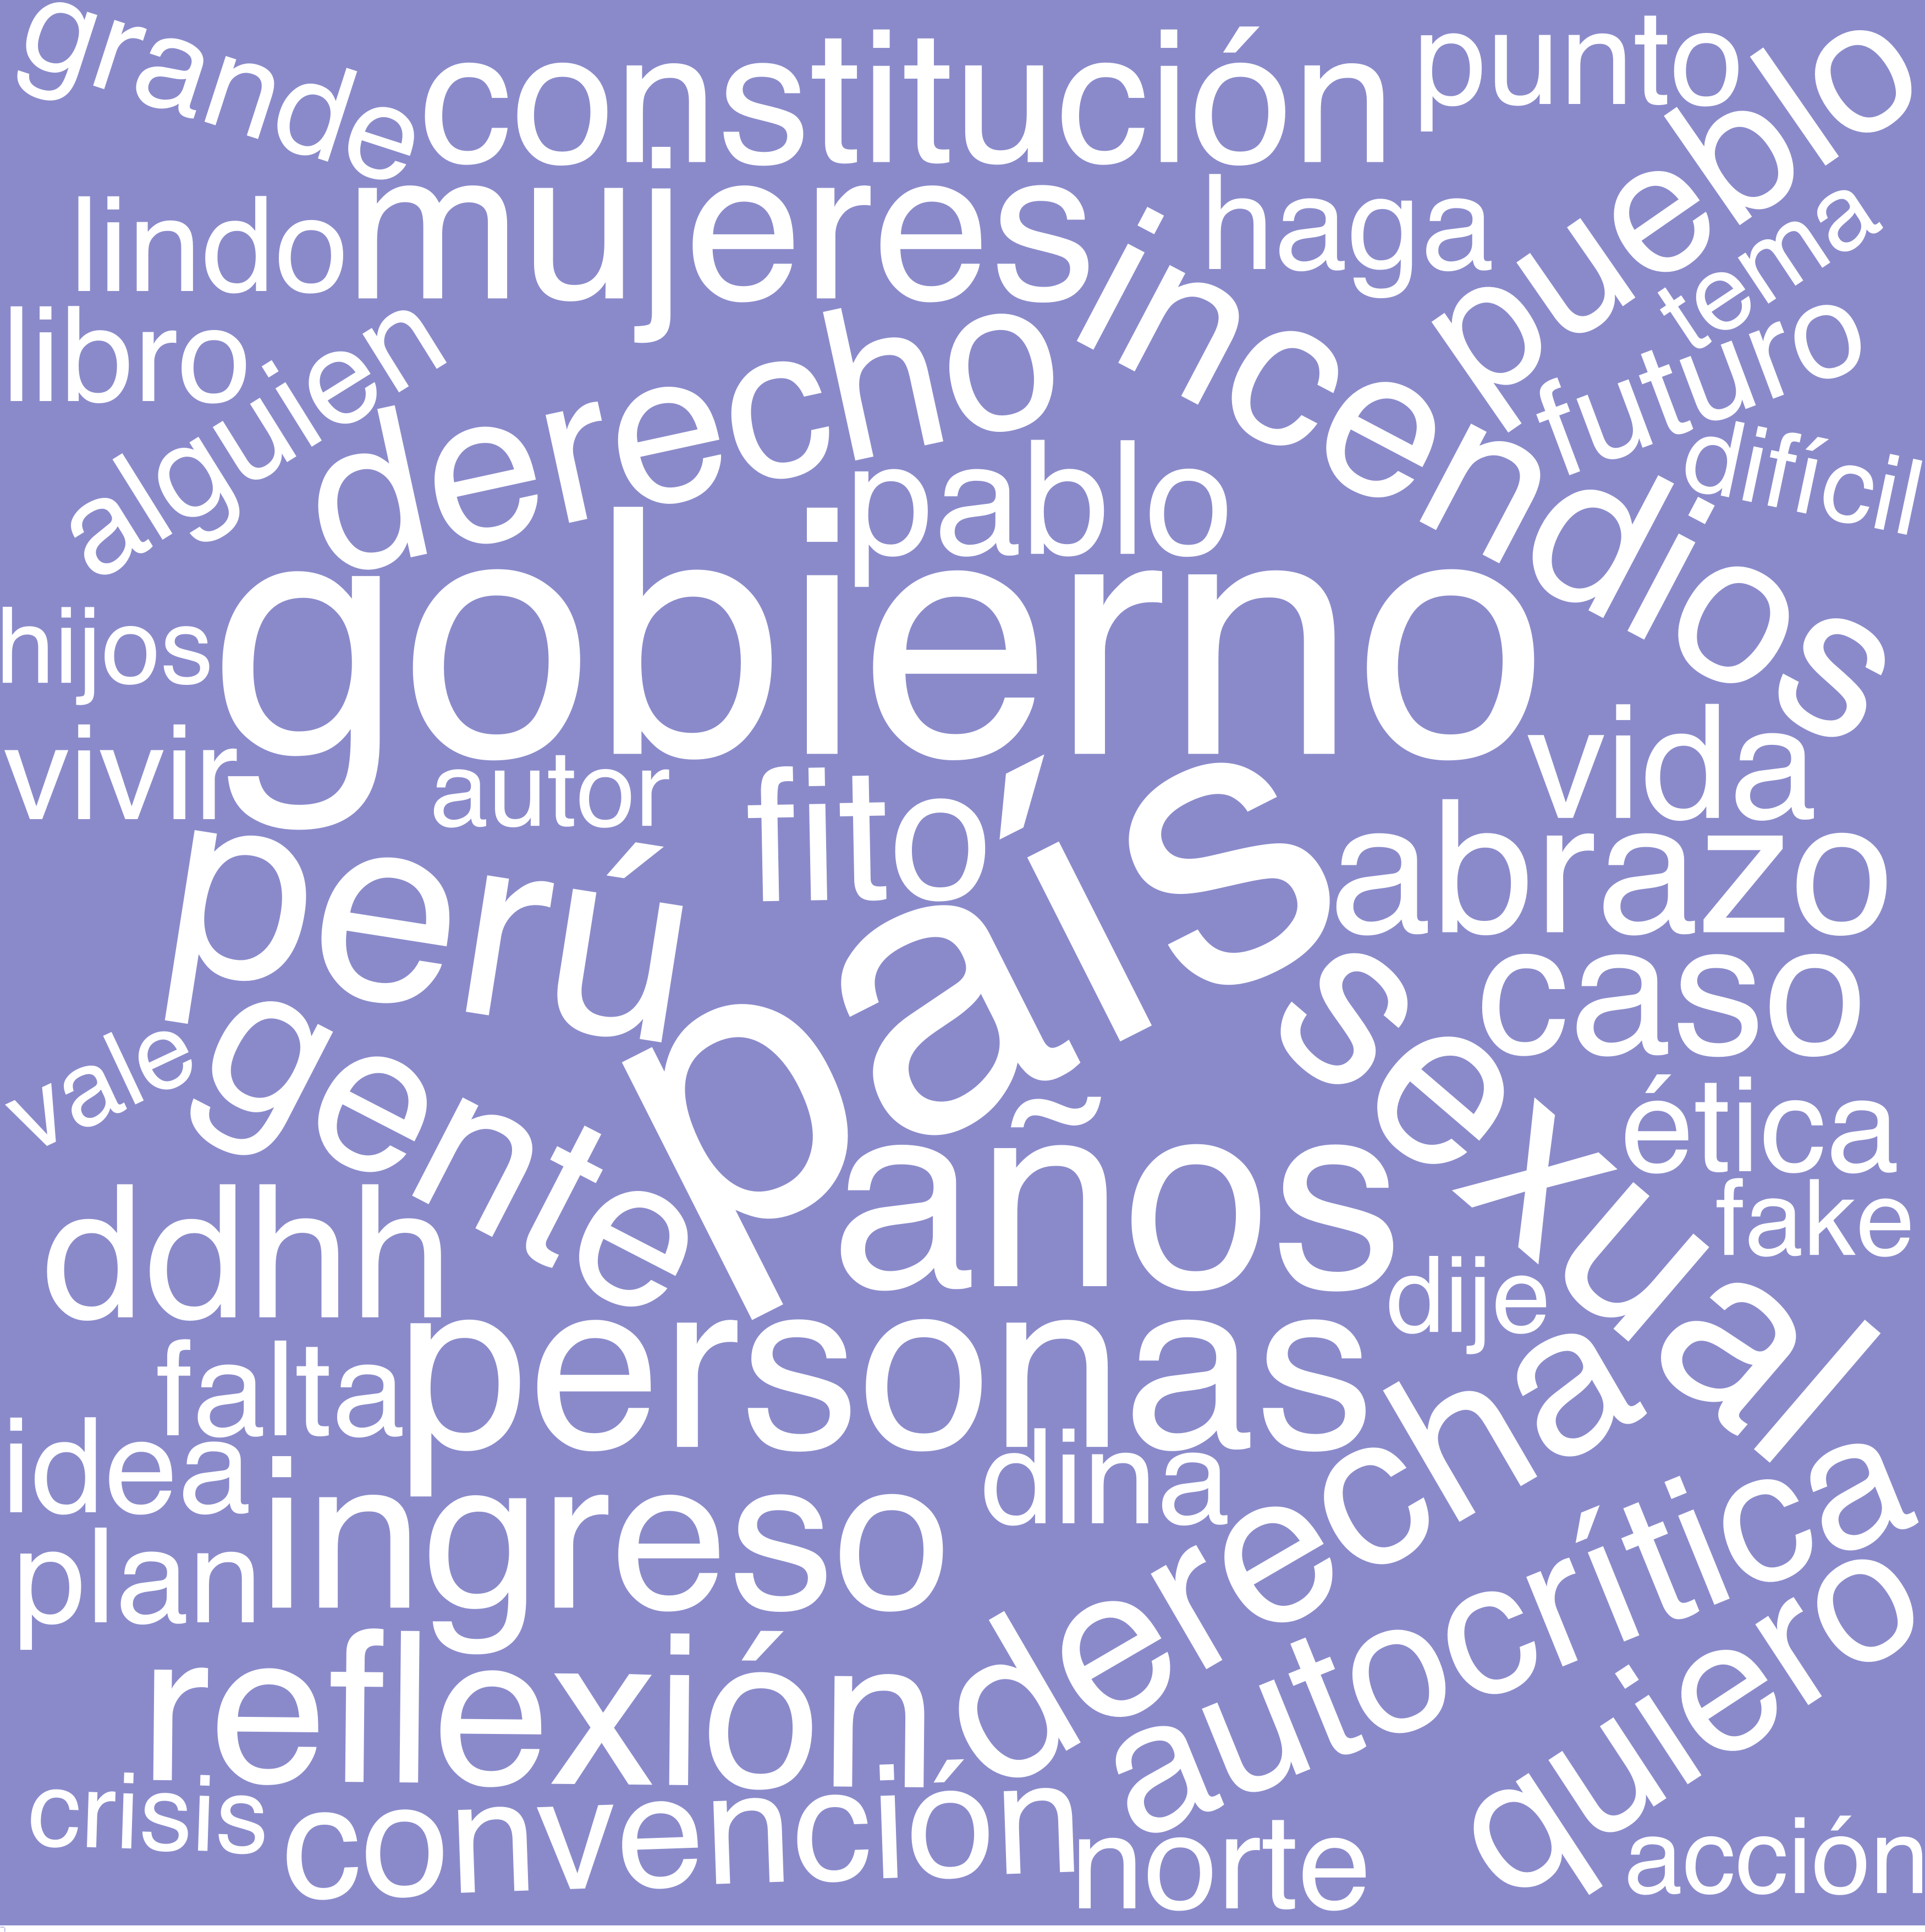 grande
constitución
punto
pueblo
lindo
mujeres
haga
tema
libro
alguien
derecho
incendios
futuro
difícil
pablo
hijos
gobierno
vivir
autor
fito
vida
perú
país
abrazo
caso
vale
gente
años
sexual
ética
fake
ddhh
dije
falta
personas
idea
ingreso
dina
derecha
plan
autocrítica
reflexión
quiero
crisis
convención
norte
acción